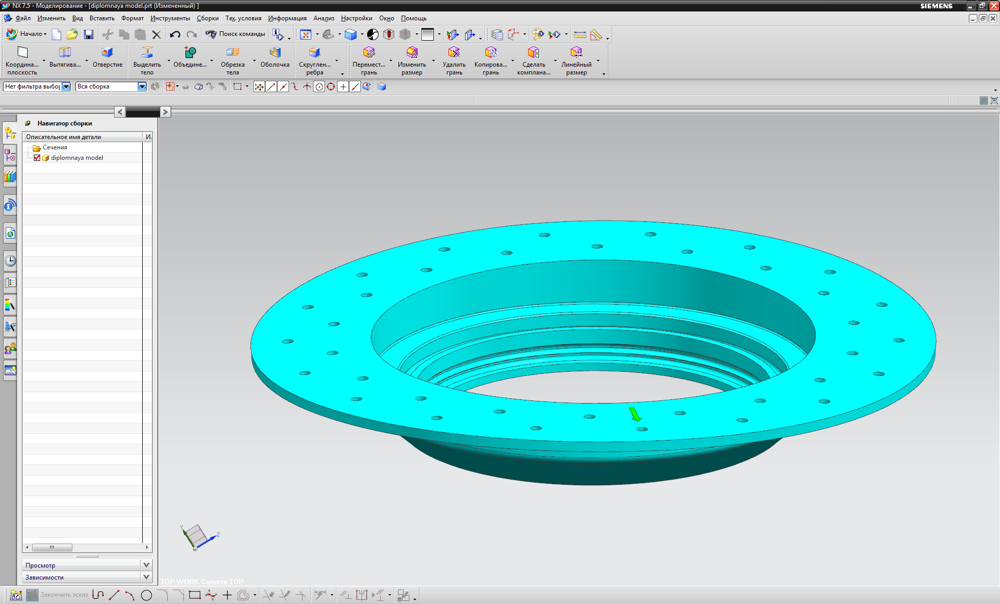 NX 7.5 - Моделирование - [diplomnaya model.prt (Измененный) ]
SIEMENS
Файл Изменить Вид Вставить Формат Инструменты Сборки Тех. условия Информация Анализ Настройки Окно Помощь
Начало Поиск команды
Координа... плоскость
Вытягива...
Отверстие
Выделить тело
Объедине...
Обрезка тела
Оболочка
Скруглен... ребра
Перемест... грань
Изменить размер
Удалить грань
Копирова... грань
Сделать комплана...
Линейный размер
Нет фильтра выбор Вся сборка
Навигатор сборки
Описательное имя детали И.
Сечения
diplomnaya model
Y
Z
Просмотр
Зависимости
TOP WORK Camera TOP
Закончить эскиз